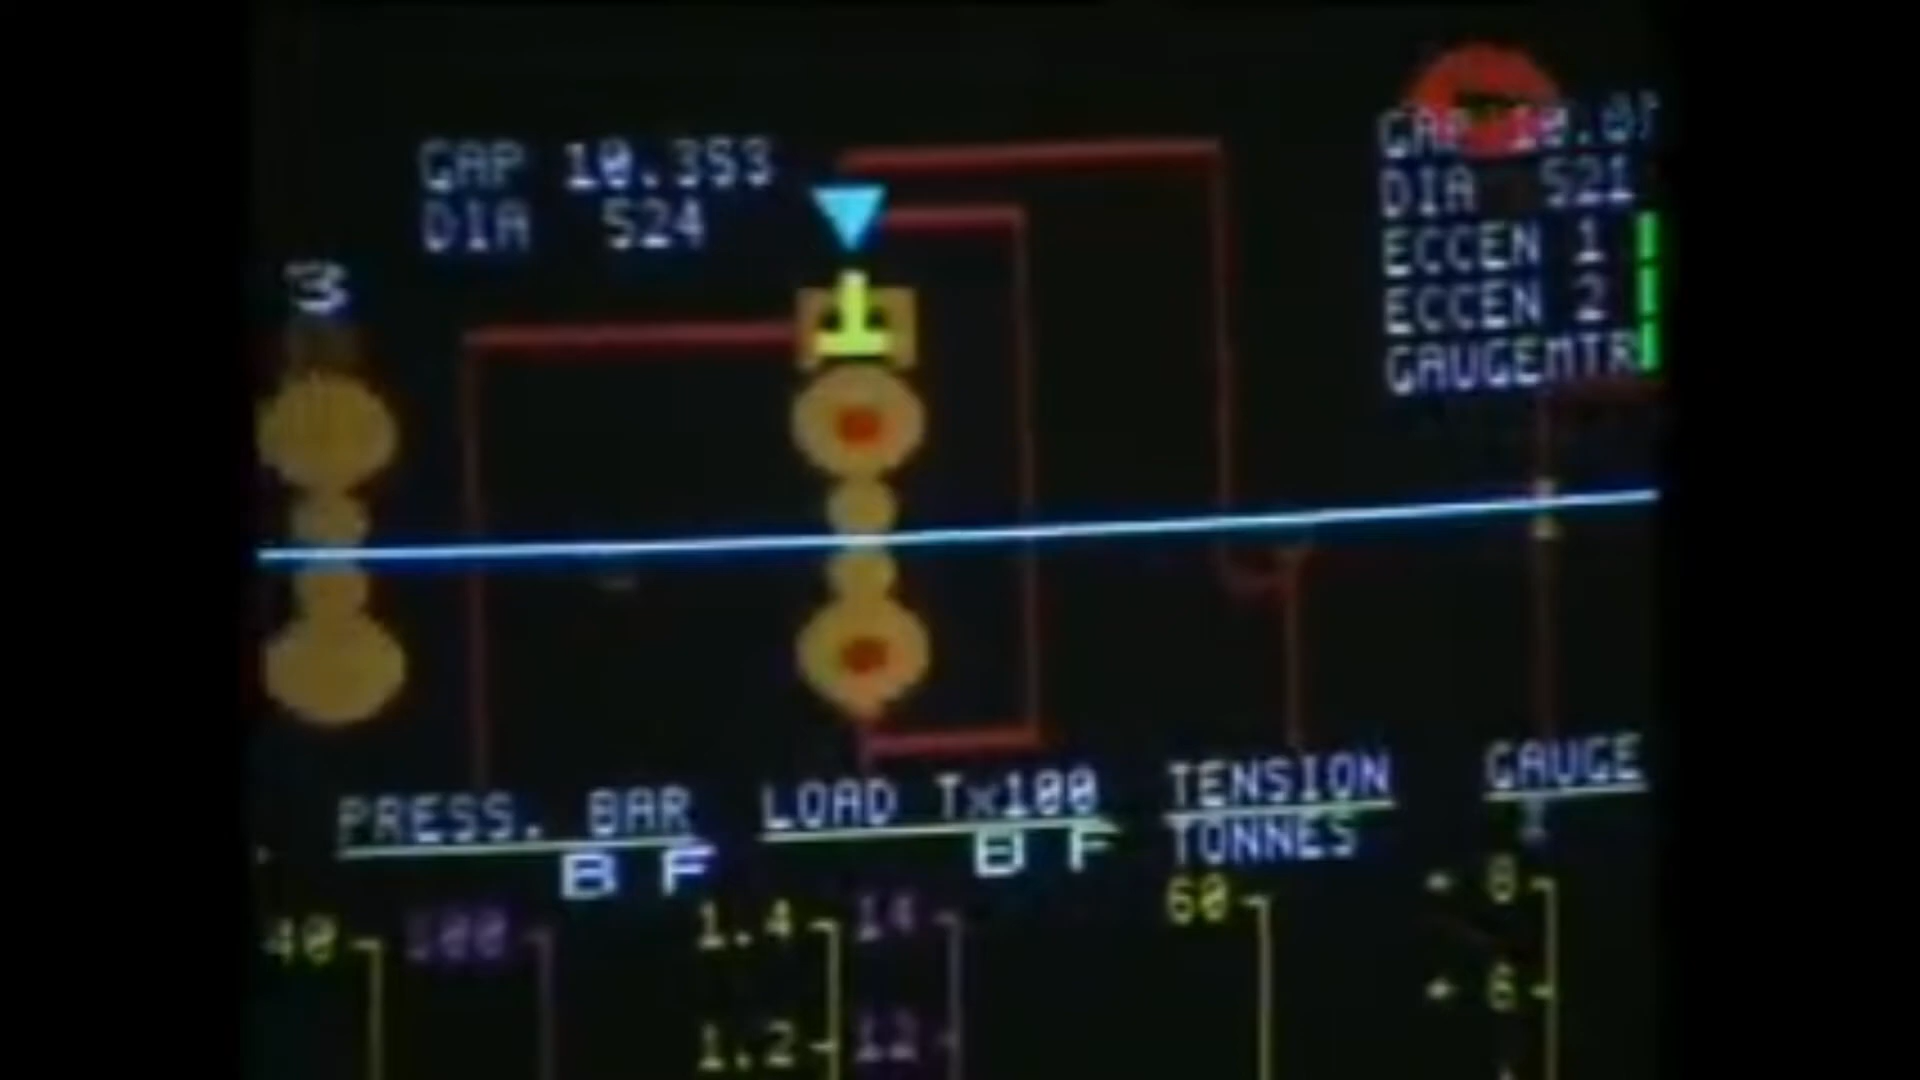 GAP 10.353
DIA 524
3
DIA 521
ECCEN 1
ECCEN 2
GAUGEMTR
PRESS. BAR
B F
LOAD Tx100
B F
TENSION
TONNES
GAUGE
40
100
1.4
14
60
8
1.2
12
6